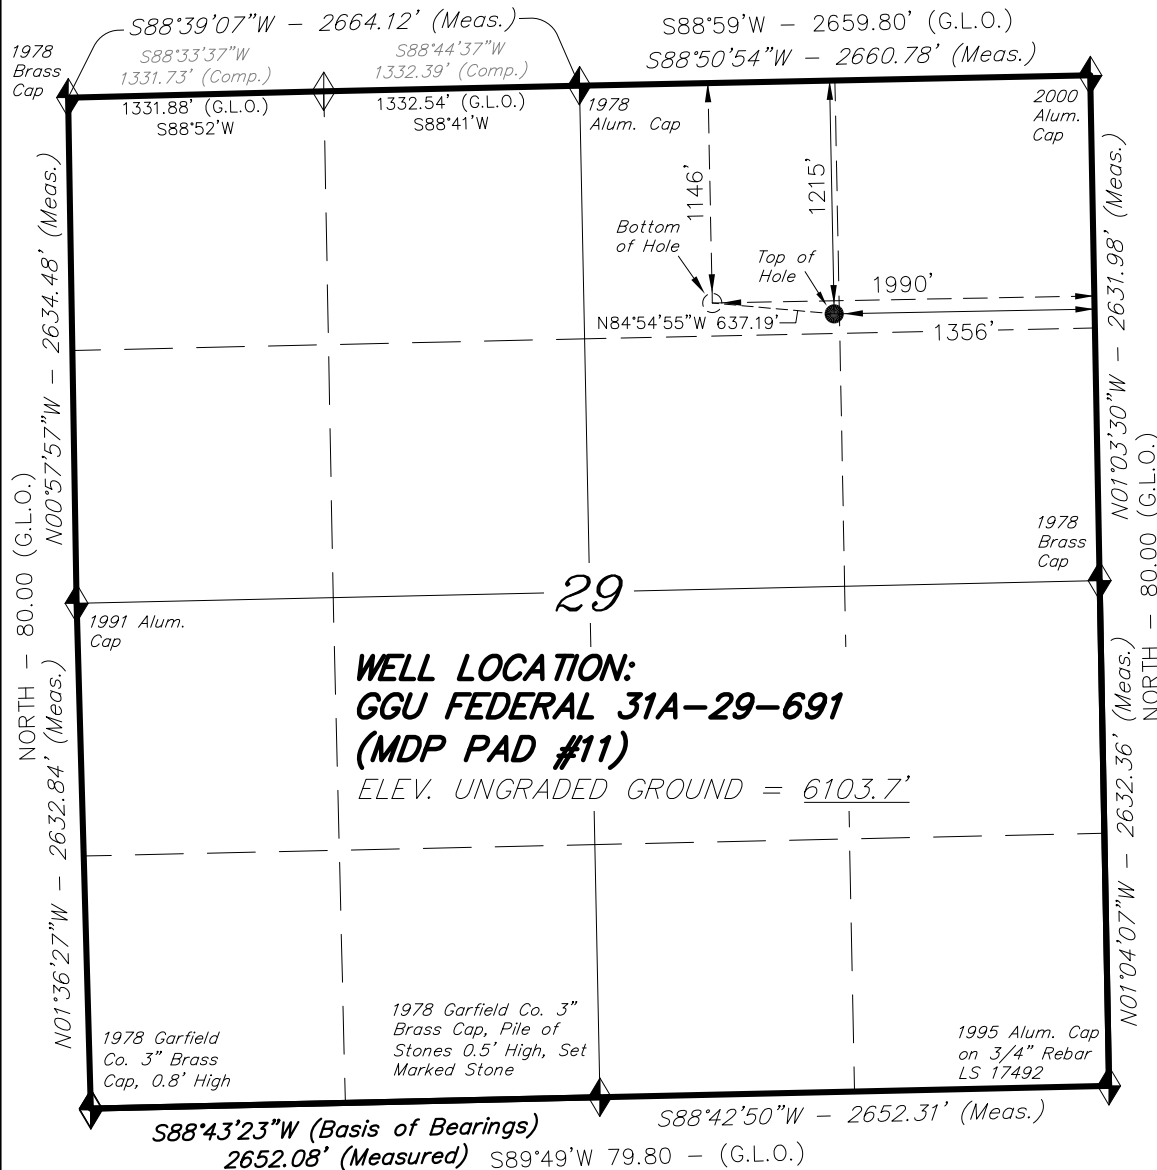 S88°39'07"W - 2664.12' (Meas.)
S88°59'W - 2659.80' (G.L.O.)
S88°50'54"W - 2660.78' (Meas.)
1978
Brass
Cap
S88°33'37"W
1331.73' (Comp.)
S88°44'37"W
1332.39' (Comp.)
1331.88' (G.L.O.)
S88°52'W
1332.54' (G.L.O.)
S88°41'W
1978
Alum. Cap
2000
Alum.
Cap
1146'
1215'
Bottom
of Hole
Top of
Hole
1990'
N84°54'55"W 637.19'
1356'
N00°57'57"W - 2634.48' (Meas.)
N01°03'30"W - 2631.98' (Meas.)
NORTH - 80.00 (G.L.O.)
NORTH - 80.00 (G.L.O.)
1978
Brass
Cap
1991 Alum.
Cap
29
WELL LOCATION:
GGU FEDERAL 31A-29-691
(MDP PAD #11)
ELEV. UNGRADED GROUND = 6103.7'
N01°36'27"W - 2632.84' (Meas.)
N01°04'07"W - 2632.36' (Meas.)
1978 Garfield
Co. 3" Brass
Cap, 0.8' High
1978 Garfield Co. 3"
Brass Cap, Pile of
Stones 0.5' High, Set
Marked Stone
1995 Alum. Cap
on 3/4" Rebar
LS 17492
S88°43'23"W (Basis of Bearings)
2652.08' (Measured)
S88°42'50"W - 2652.31' (Meas.)
S89°49'W 79.80 - (G.L.O.)